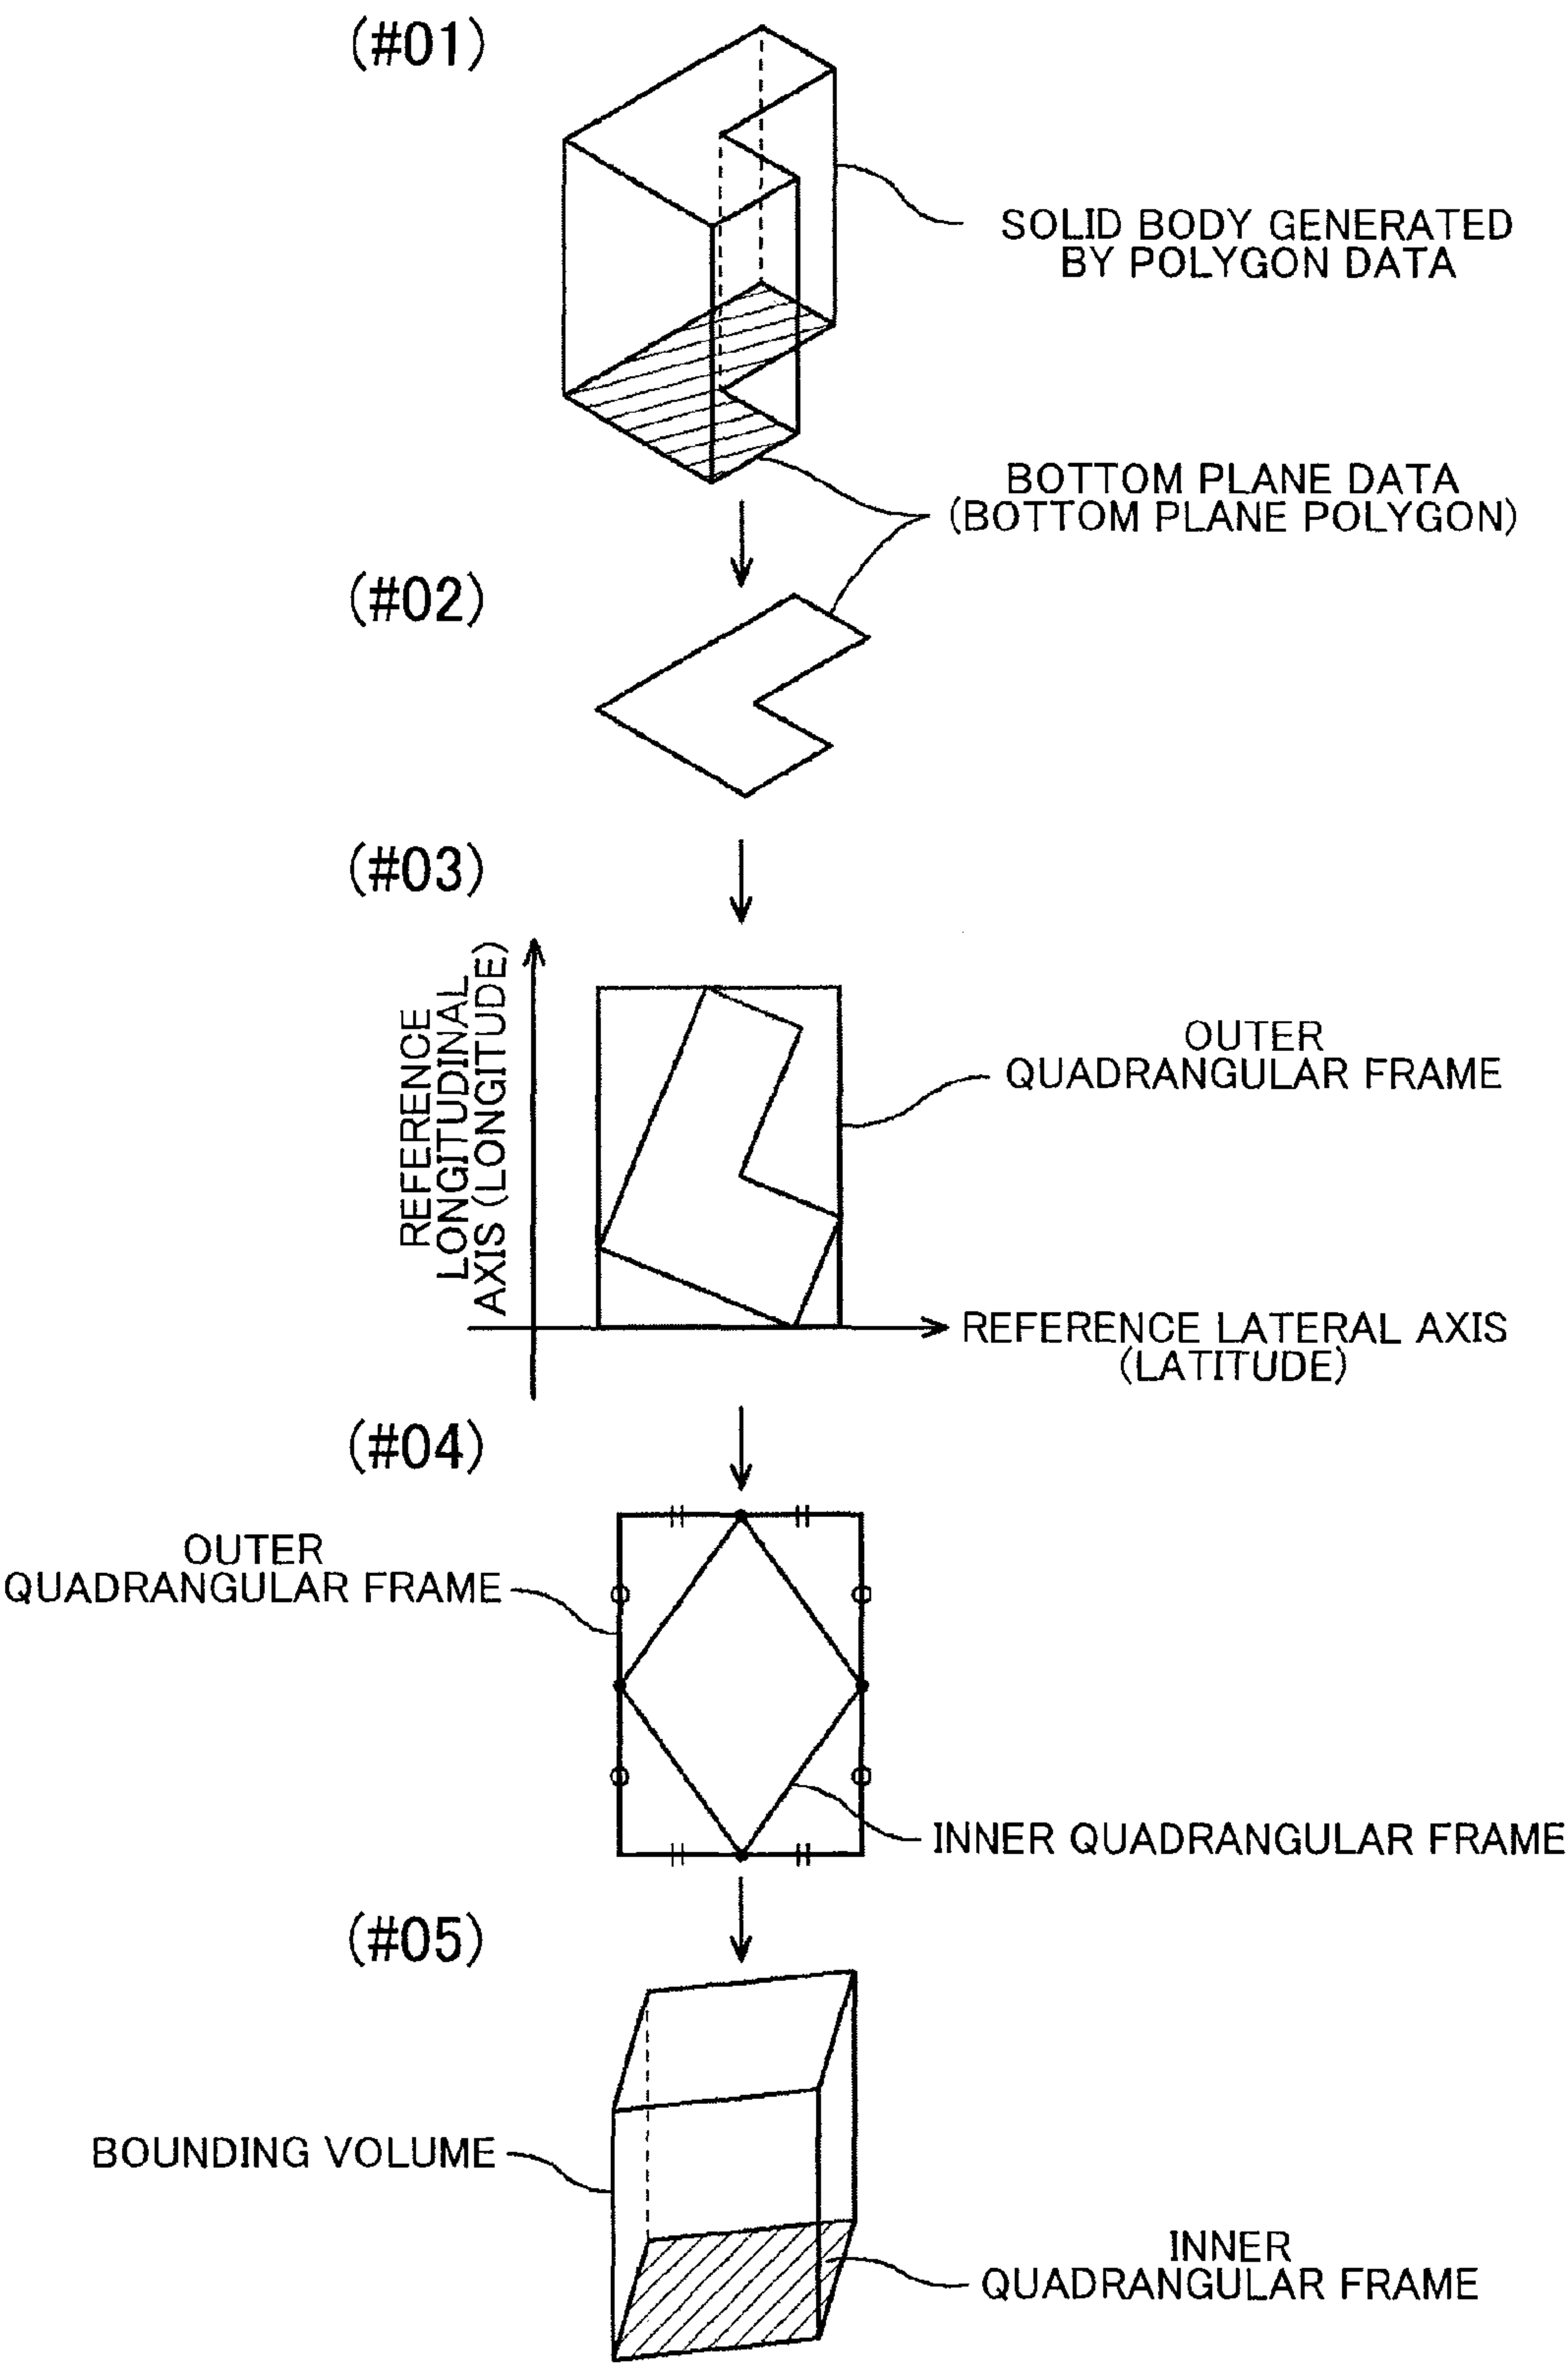 (#01)
SOLID BODY GENERATED
BY POLYGON DATA
BOTTOM PLANE DATA
(BOTTOM PLANE POLYGON)
(#02)
(#03)
REFERENCE
LONGITUDINAL
AXIS (LONGITUDE)
OUTER
QUADRANGULAR FRAME
REFERENCE LATERAL AXIS
(LATITUDE)
(#04)
OUTER
QUADRANGULAR FRAME
INNER QUADRANGULAR FRAME
(#05)
BOUNDING VOLUME
INNER
QUADRANGULAR FRAME